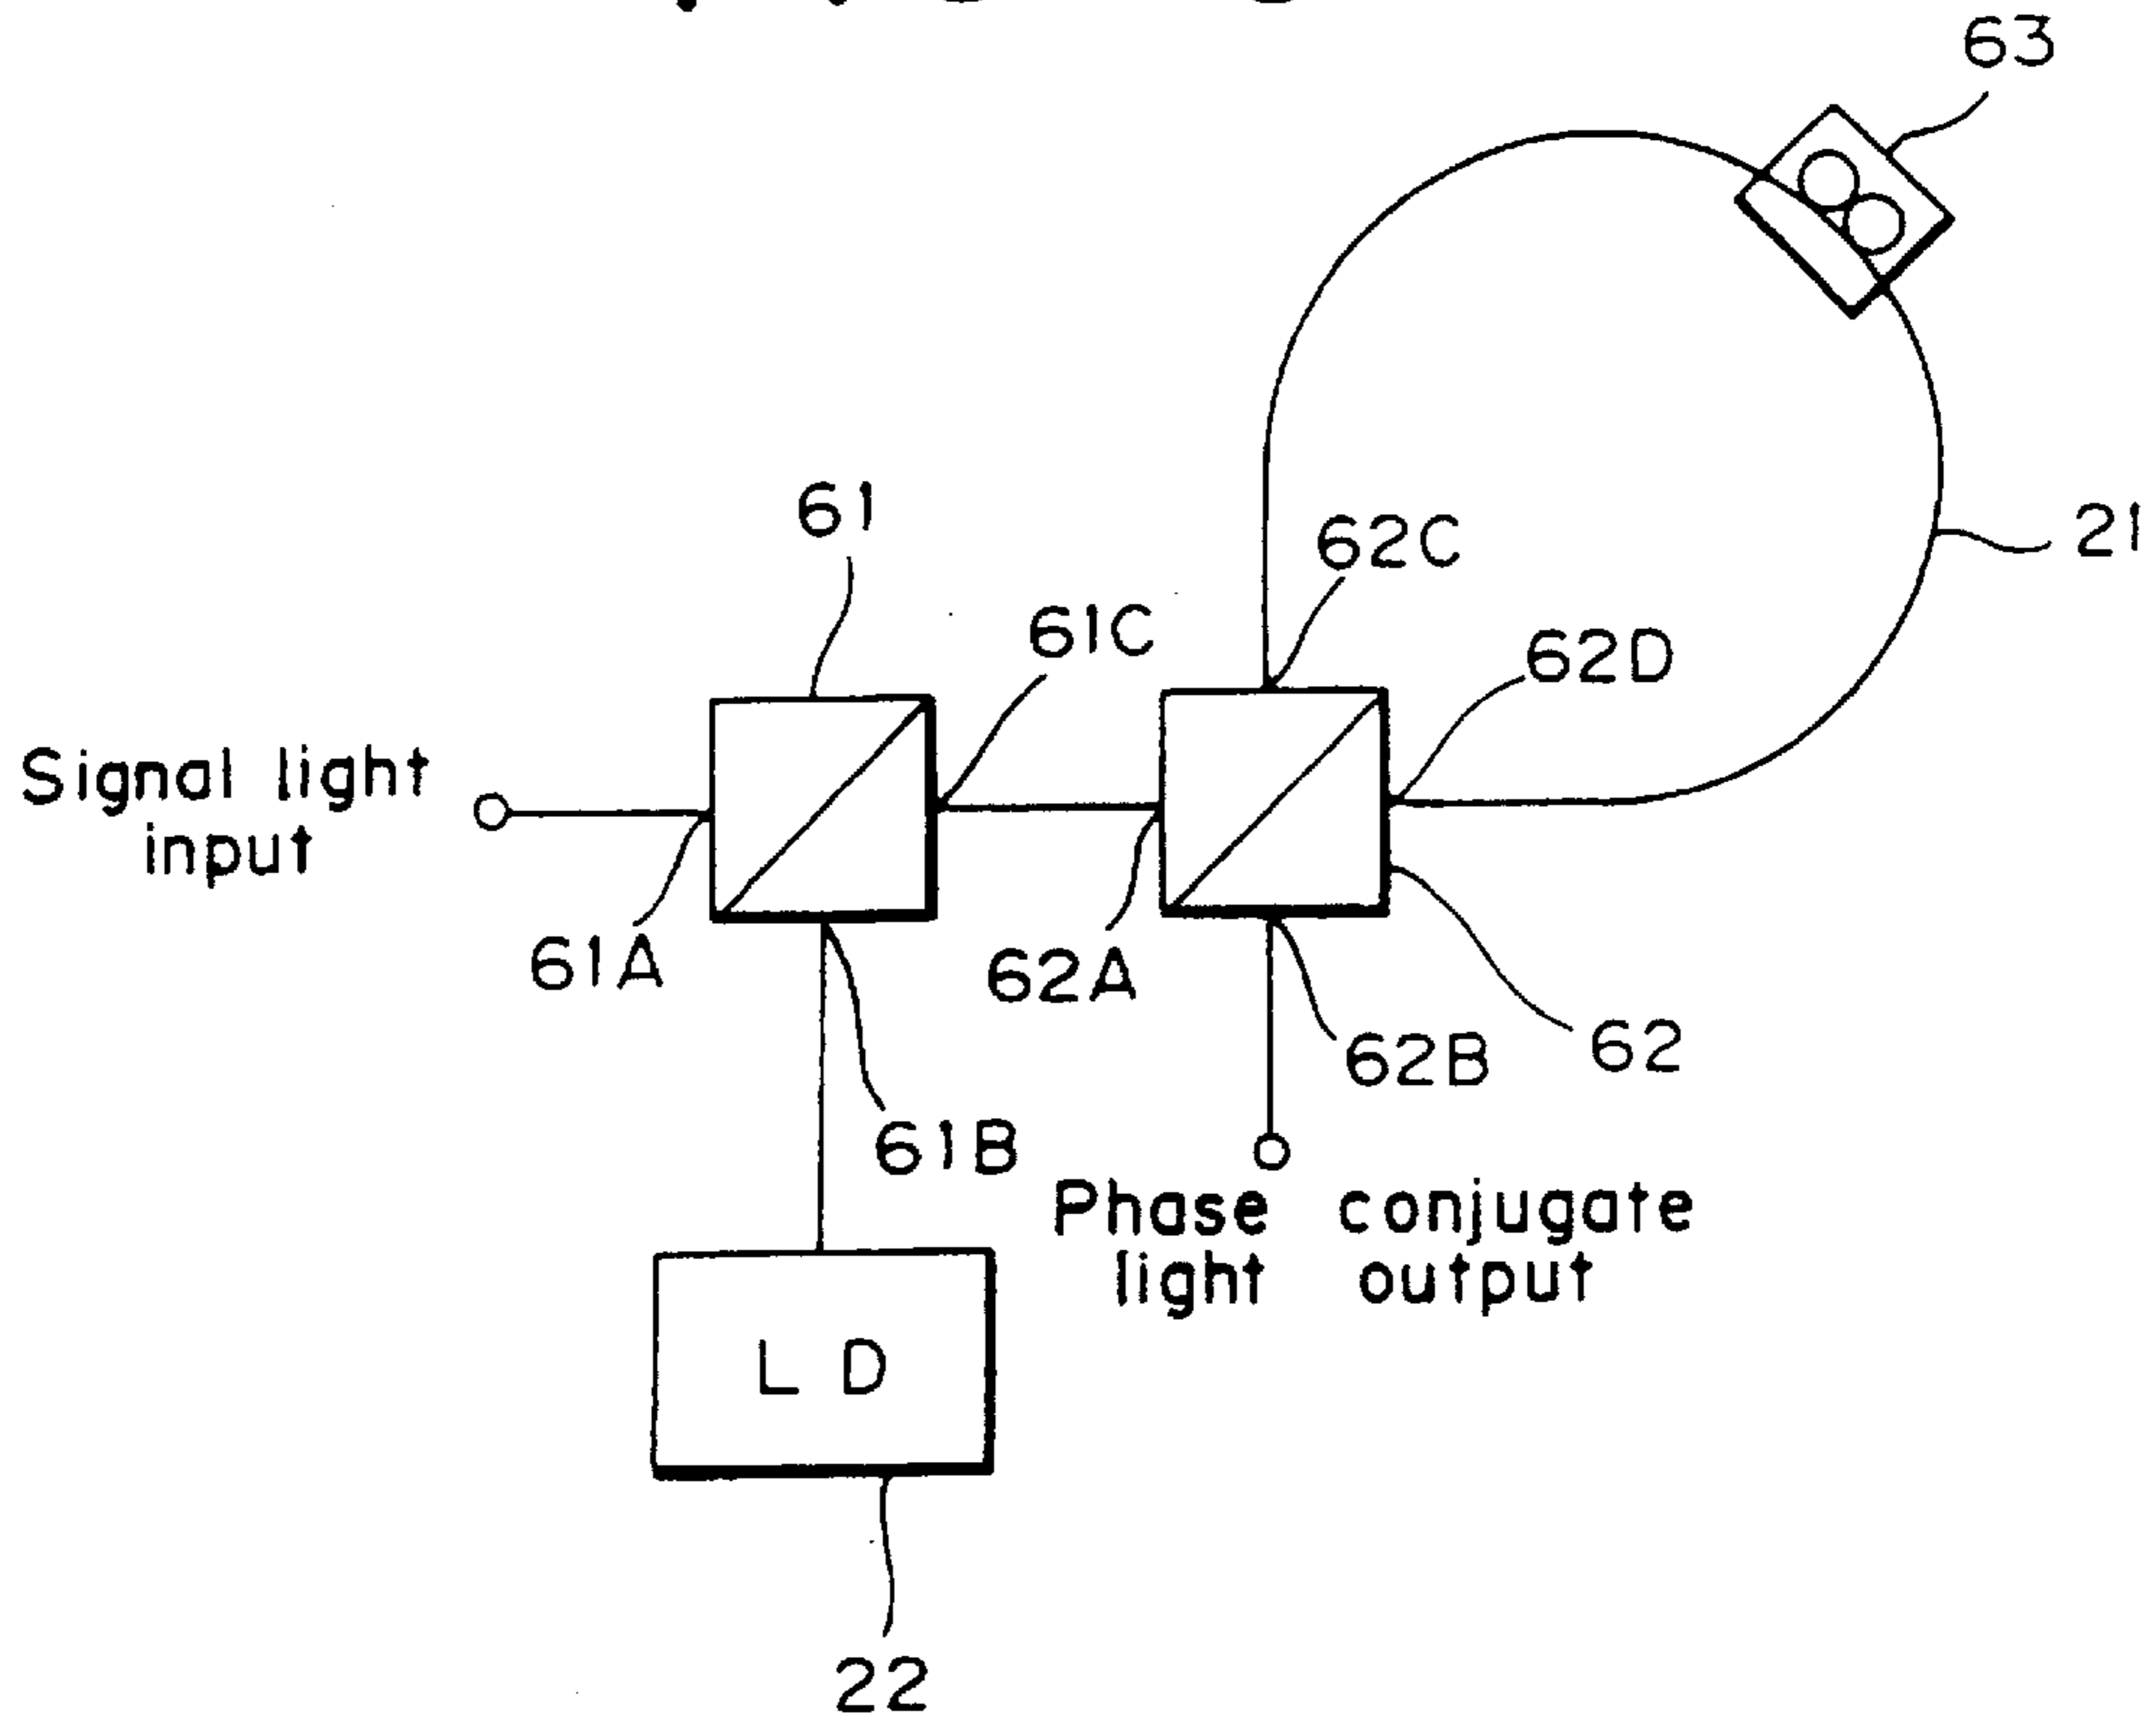 63
61
62C
21
61C
62D
Signal light
input
61A
62A
62B
62
61B
Phase conjugate
light output
L D
22